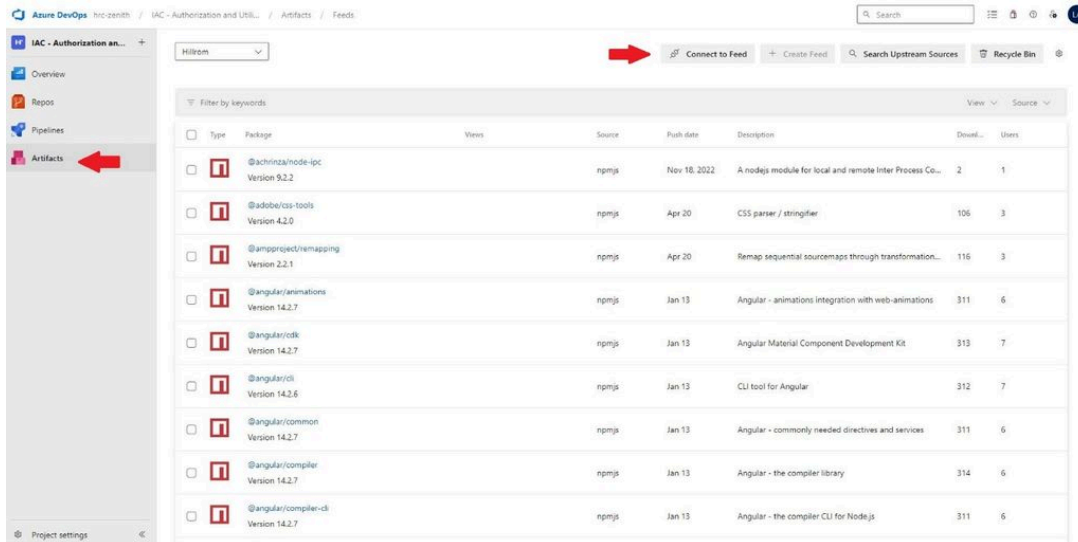 Azure DevOps hrc-zenith / IAC - Authorization and Utili... / Artifacts / Feeds
Search
IAC - Authorization an... +
Overview
Repos
Pipelines
Artifacts
Project settings
Hillrom
Connect to Feed
+ Create Feed
Search Upstream Sources
Recycle Bin
Filter by keywords
View
Source
Type Package Views Source Push date Description Downl... Users
@achrinza/node-ipc
Version 9.2.2
npmjs Nov 18, 2022 A nodejs module for local and remote Inter Process Co... 2 1
@adobe/css-tools
Version 4.2.0
npmjs Apr 20 CSS parser / stringifier 106 3
@ampproject/remapping
Version 2.2.1
npmjs Apr 20 Remap sequential sourcemaps through transformation... 116 3
@angular/animations
Version 14.2.7
npmjs Jan 13 Angular - animations integration with web-animations 311 6
@angular/cdk
Version 14.2.7
npmjs Jan 13 Angular Material Component Development Kit 313 7
@angular/cli
Version 14.2.6
npmjs Jan 13 CLI tool for Angular 312 7
@angular/common
Version 14.2.7
npmjs Jan 13 Angular - commonly needed directives and services 311 6
@angular/compiler
Version 14.2.7
npmjs Jan 13 Angular - the compiler library 314 6
@angular/compiler-cli
Version 14.2.7
npmjs Jan 13 Angular - the compiler CLI for Node.js 311 6